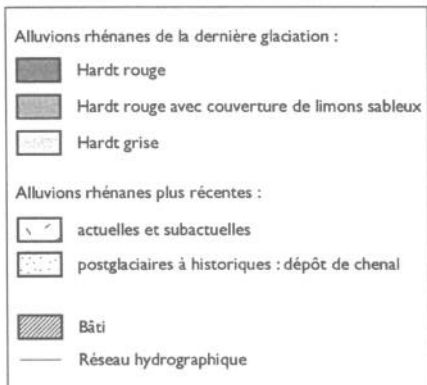 Alluvions rhénanes de la dernière glaciation :
Hardt rouge
Hardt rouge avec couverture de limons sableux
Hardt grise
Alluvions rhénanes plus récentes :
actuelles et subactuelles
postglaciaires à historiques : dépôt de chenal
Bâti
Réseau hydrographique